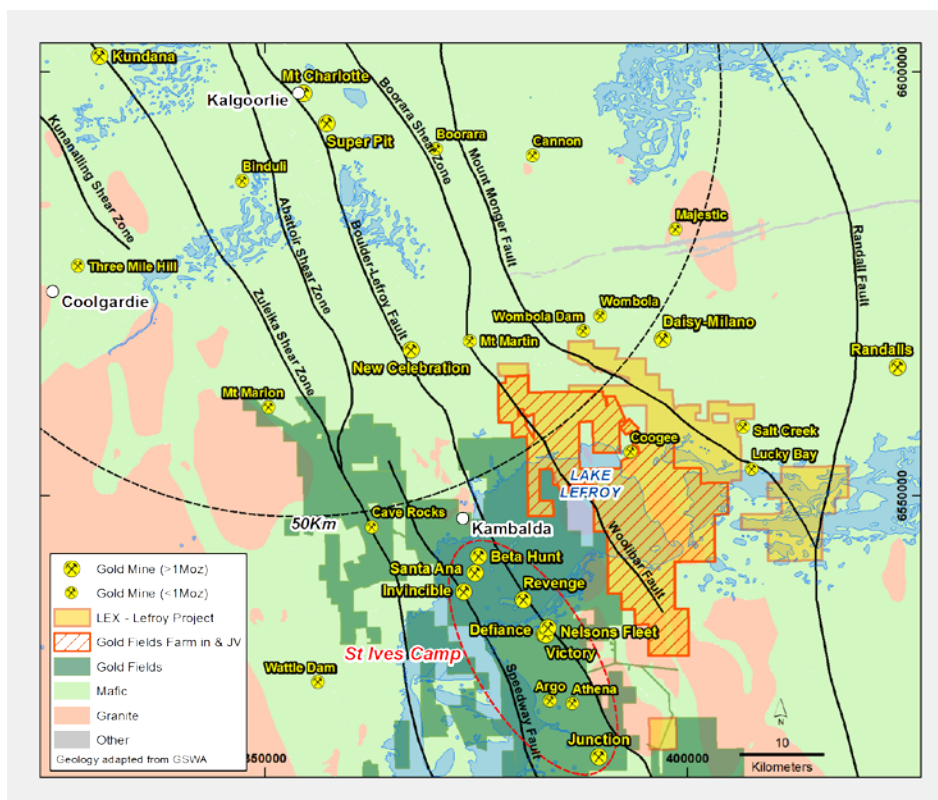 Kundana
Mt Charlotte
Kalgoorlie
Super Pit
Boorara Shear Zone
Boorara
Cannon
Kunanalling Shear Zone
Binduli
Abattoir Shear Zone
Mount Monger Fault
Majestic
Boulder-Lefroy Fault
Randall Fault
6600000
Three Mile Hill
Coolgardie
Zuleika Shear Zone
Wombola
Wombola Dam
Daisy-Milano
Mt Martin
New Celebration
Randalls
Mt Marion
Salt Creek
Coogee
Lucky Bay
LAKE
LEFROY
6550000
50Km
Cave Rocks
Kambalda
Woolibar Fault
Beta Hunt
Santa Ana
Revenge
Invincible
Defiance
Nelsons Fleet
Victory
St Ives Camp
Wattle Dam
Speedway Fault
Argo
Athena
Junction
Gold Mine (>1Moz)
Gold Mine (<1Moz)
LEX - Lefroy Project
Gold Fields Farm in & JV
Gold Fields
Mafic
Granite
Other
Geology adapted from GSWA
350000
400000
N
10
Kilometers